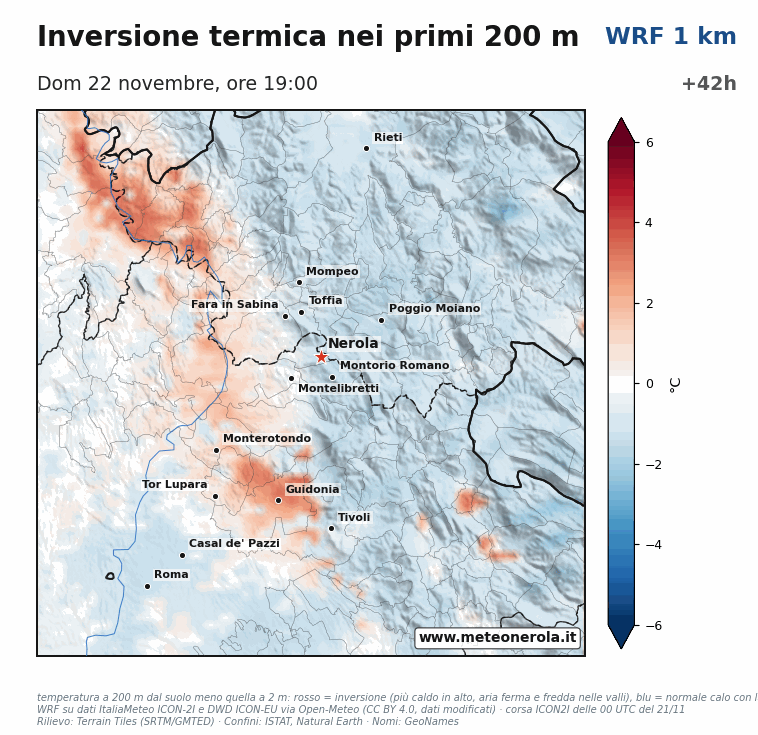 Inversione termica nei primi 200 m
WRF 1 km
Dom 22 novembre, ore 19:00
+42h
Rieti
Mompeo
Toffia
Fara in Sabina
Poggio Moiano
Nerola
Montorio Romano
Montelibretti
Monterotondo
Tor Lupara
Guidonia
Tivoli
Casal de' Pazzi
Roma
6
4
2
0
−2
−4
−6
°C
www.meteonerola.it
temperatura a 200 m dal suolo meno quella a 2 m: rosso = inversione (più caldo in alto, aria ferma e fredda nelle valli), blu = normale calo con l
WRF su dati ItaliaMeteo ICON-2I e DWD ICON-EU via Open-Meteo (CC BY 4.0, dati modificati) · corsa ICON2I delle 00 UTC del 21/11
Rilievo: Terrain Tiles (SRTM/GMTED) · Confini: ISTAT, Natural Earth · Nomi: GeoNames